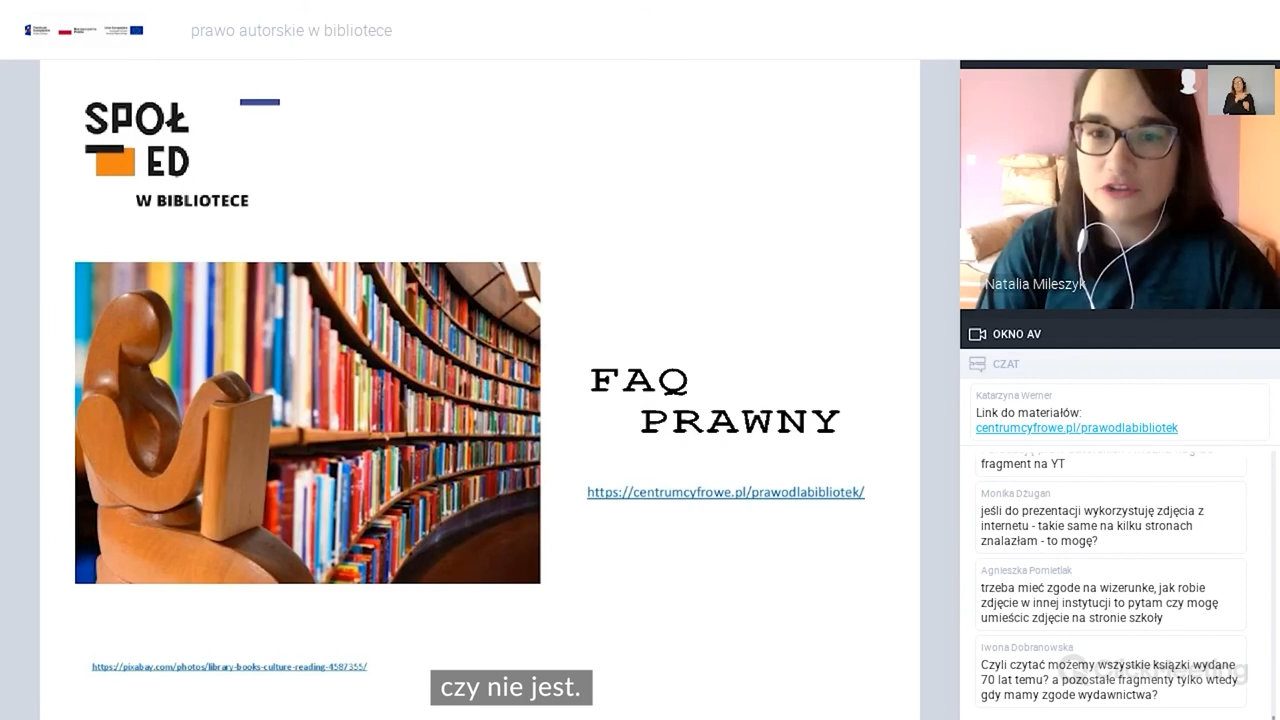 prawo autorskie w bibliotece
SPOŁ
ED
W BIBLIOTECE
FAQ
PRAWNY
https://centrumcyfrowe.pl/prawodlabibliotek/
https://pixabay.com/photos/library-books-culture-reading-4587355/
czy nie jest.
Natalia Mileszyk
OKNO AV
CZAT
Katarzyna Werner
Link do materiałów:
centrumcyfrowe.pl/prawodlabibliotek
fragment na YT
Monika Dżugan
jeśli do prezentacji wykorzystuję zdjęcia z
internetu - takie same na kilku stronach
znalazłam - to mogę?
Agnieszka Pomietlak
trzeba mieć zgode na wizerunke, jak robie
zdjęcie w innej instytucji to pytam czy mogę
umieścic zdjęcie na stronie szkoły
Iwona Dobranowska
Czyli czytać możemy wszystkie ksiązki wydane
70 lat temu? a pozostałe fragmenty tylko wtedy
gdy mamy zgode wydawnictwa?